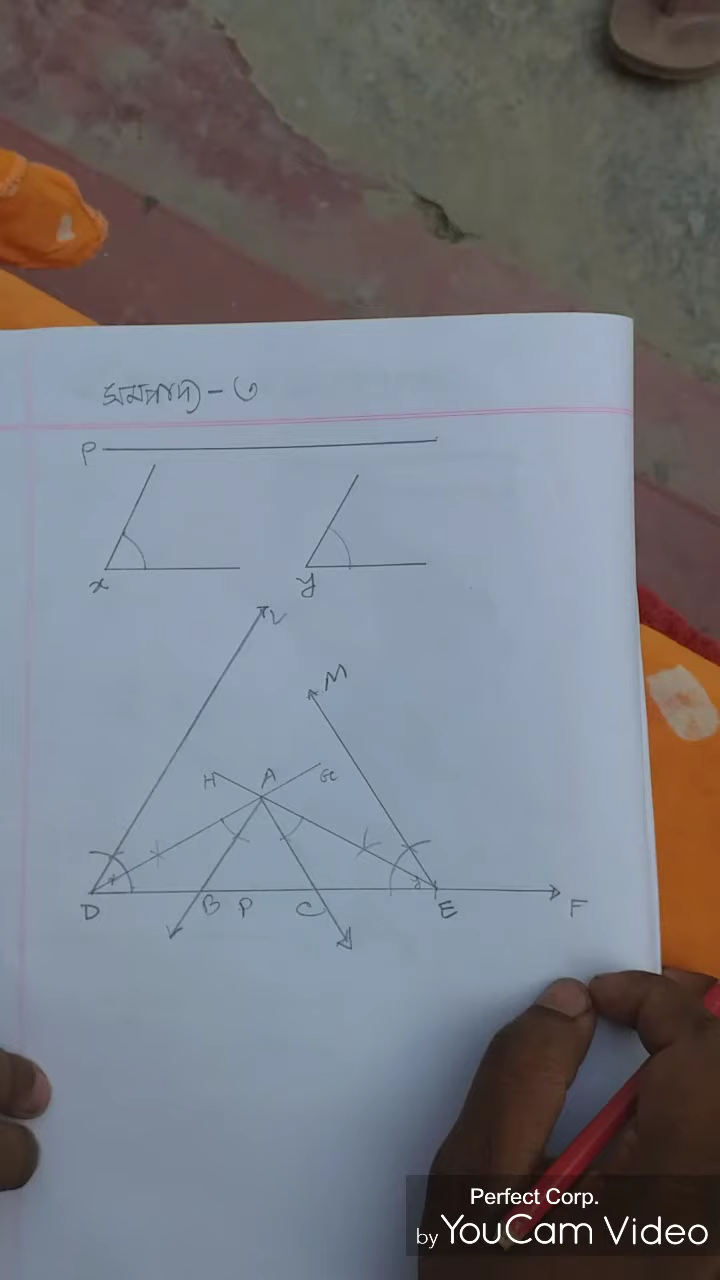 সম্পাদ্য - ৩
P
x y
L
M
H A G
D B P C E F
x y
Perfect Corp.
by YouCam Video